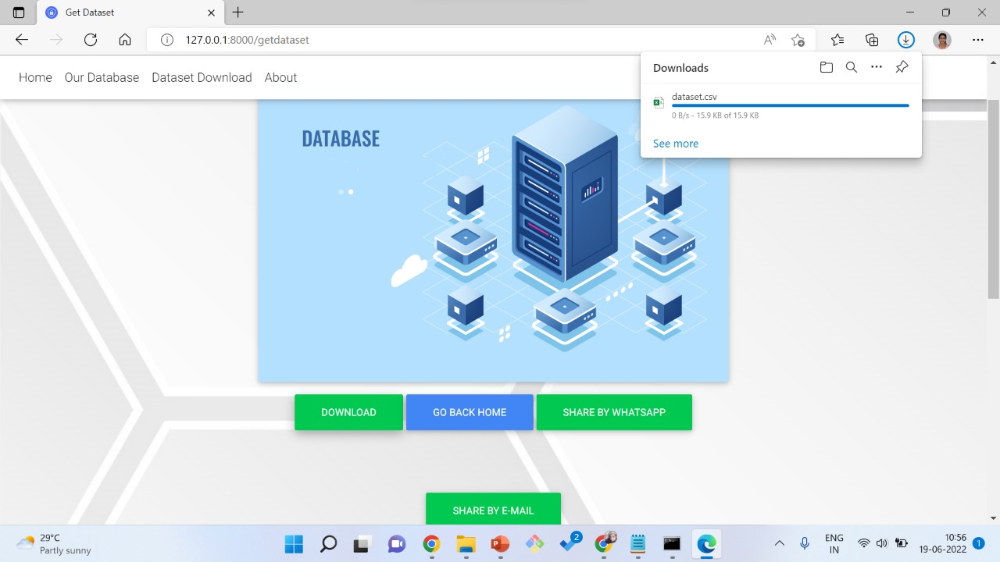 Get Dataset
127.0.0.1:8000/getdataset
Home Our Database Dataset Download About
Downloads
dataset.csv
0 B/s - 15.9 KB of 15.9 KB
See more
DATABASE
DOWNLOAD GO BACK HOME SHARE BY WHATSAPP
SHARE BY E-MAIL
29°C
Partly sunny
2
ENG
IN
10:56
19-06-2022
1